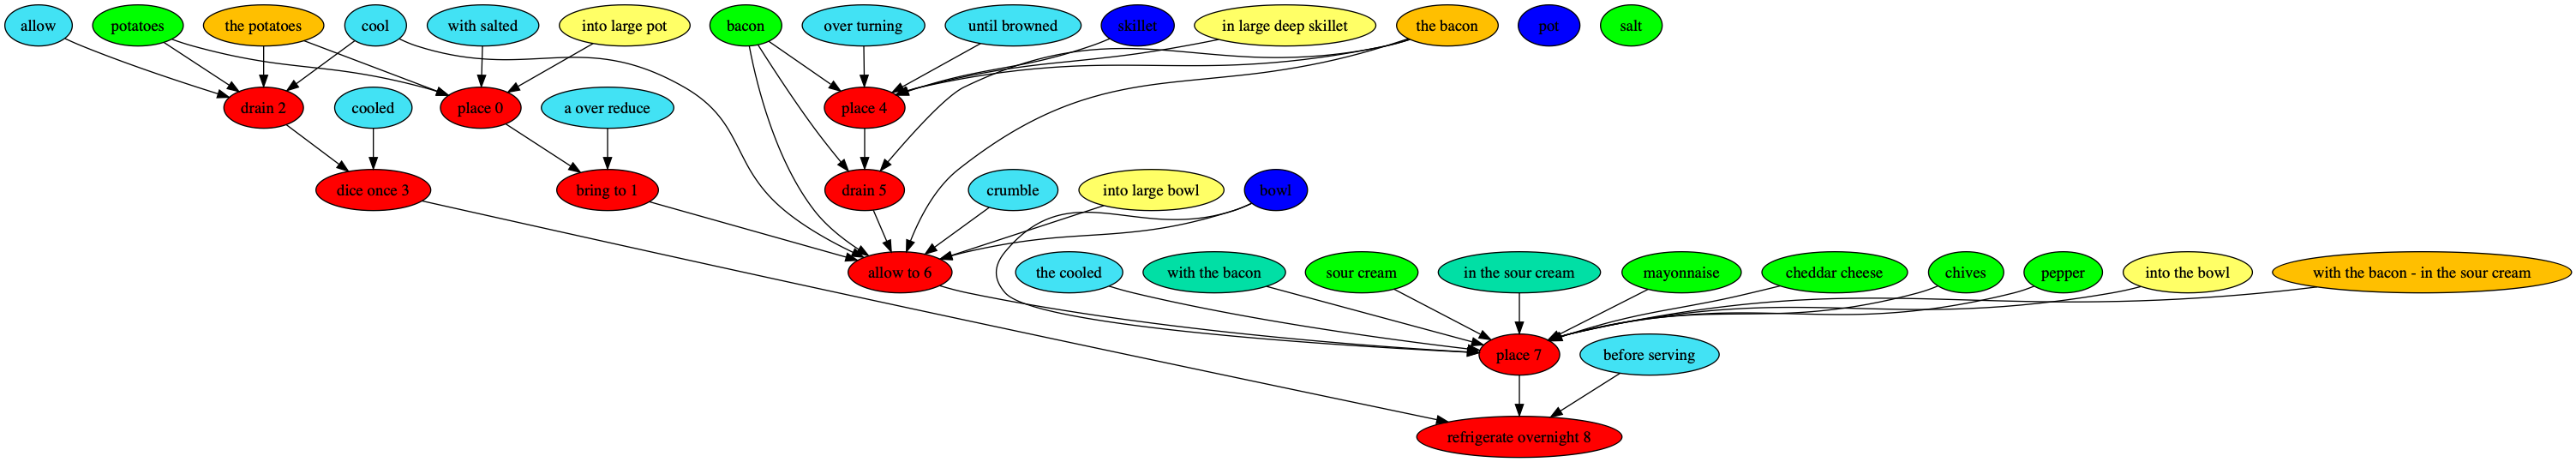 allow
potatoes
the potatoes
cool
with salted
into large pot
bacon
over turning
until browned
skillet
in large deep skillet
the bacon
pot
salt
drain 2
cooled
place 0
a over reduce
place 4
dice once 3
bring to 1
drain 5
crumble
into large bowl
bowl
allow to 6
the cooled
with the bacon
sour cream
in the sour cream
mayonnaise
cheddar cheese
chives
pepper
into the bowl
with the bacon - in the sour cream
place 7
before serving
refrigerate overnight 8